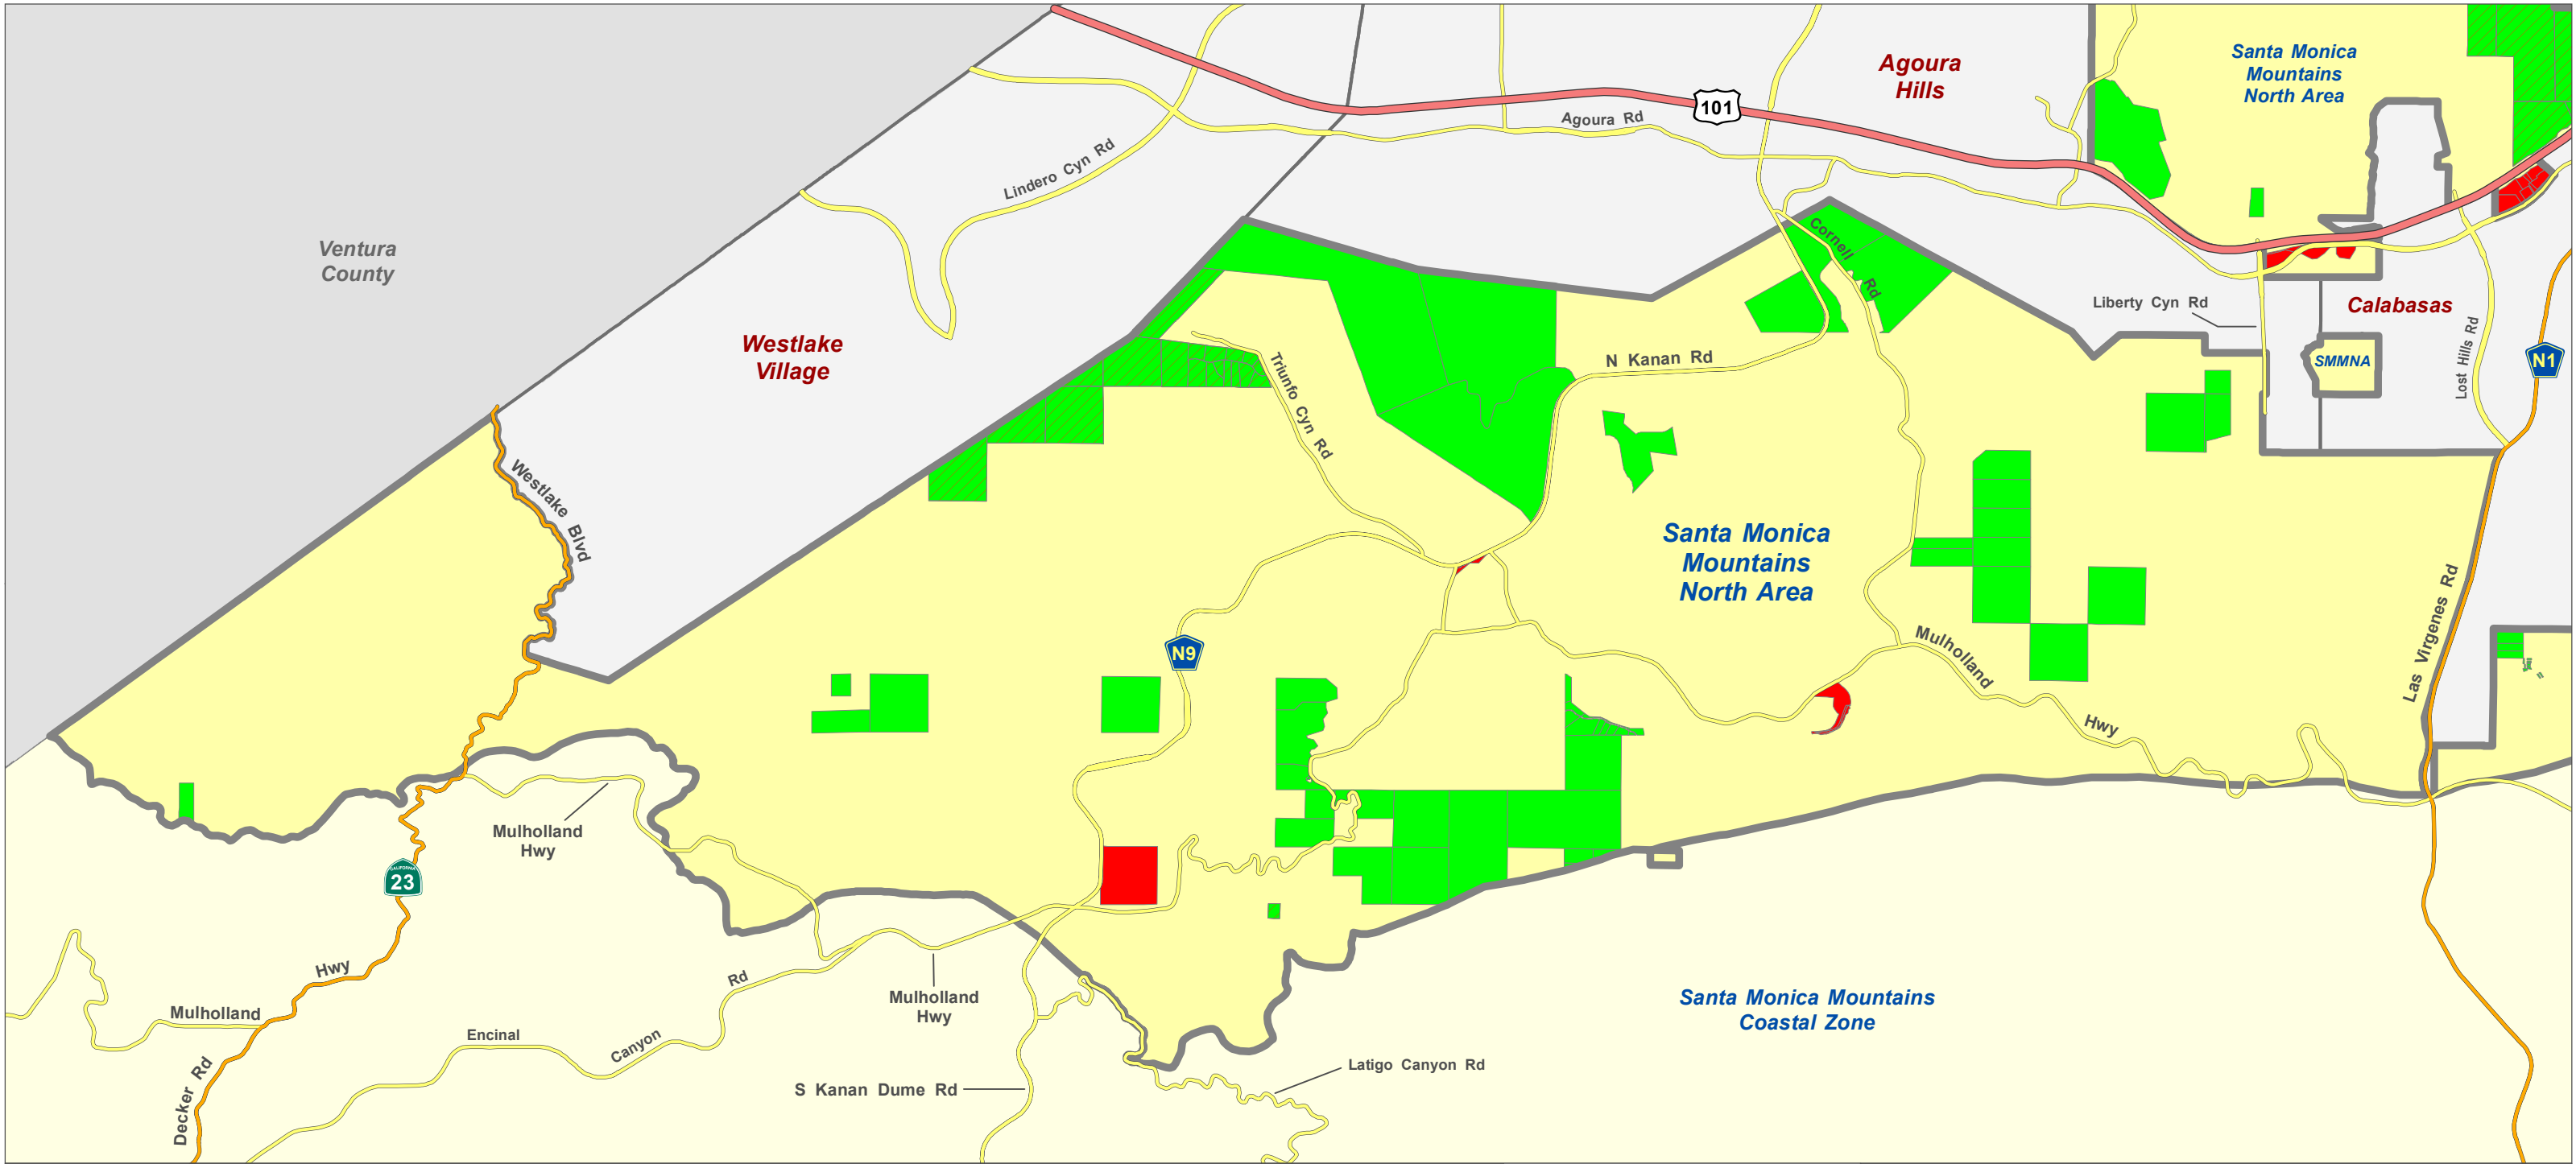 Santa Monica
Mountains
North Area
Agoura
Hills
101
Agoura Rd
Lindero Cyn Rd
Ventura
County
Cornell Rd
Liberty Cyn Rd
Calabasas
Westlake
Village
Lost Hills Rd
SMMNA
N1
N Kanan Rd
Triunfo Cyn Rd
Westlake Blvd
Santa Monica
Mountains
North Area
Las Virgenes Rd
N9
Mulholland Hwy
Mulholland
Hwy
CALIFORNIA
23
Hwy
Mulholland
Rd
Mulholland
Hwy
Santa Monica Mountains
Coastal Zone
Encinal
Canyon
Latigo Canyon Rd
S Kanan Dume Rd
Decker Rd